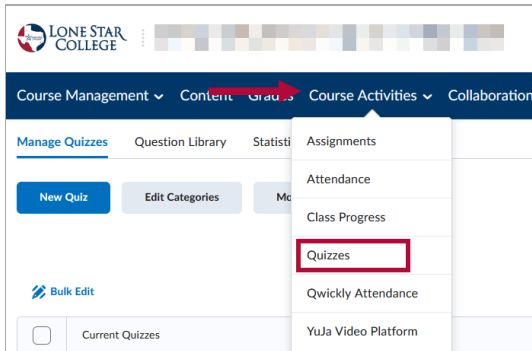 LONE STAR
COLLEGE
Course Management Content Grades Course Activities Collaboration
Manage Quizzes Question Library Statisti
New Quiz Edit Categories Mo
Assignments
Attendance
Class Progress
Quizzes
Qwickly Attendance
YuJa Video Platform
Bulk Edit
Current Quizzes